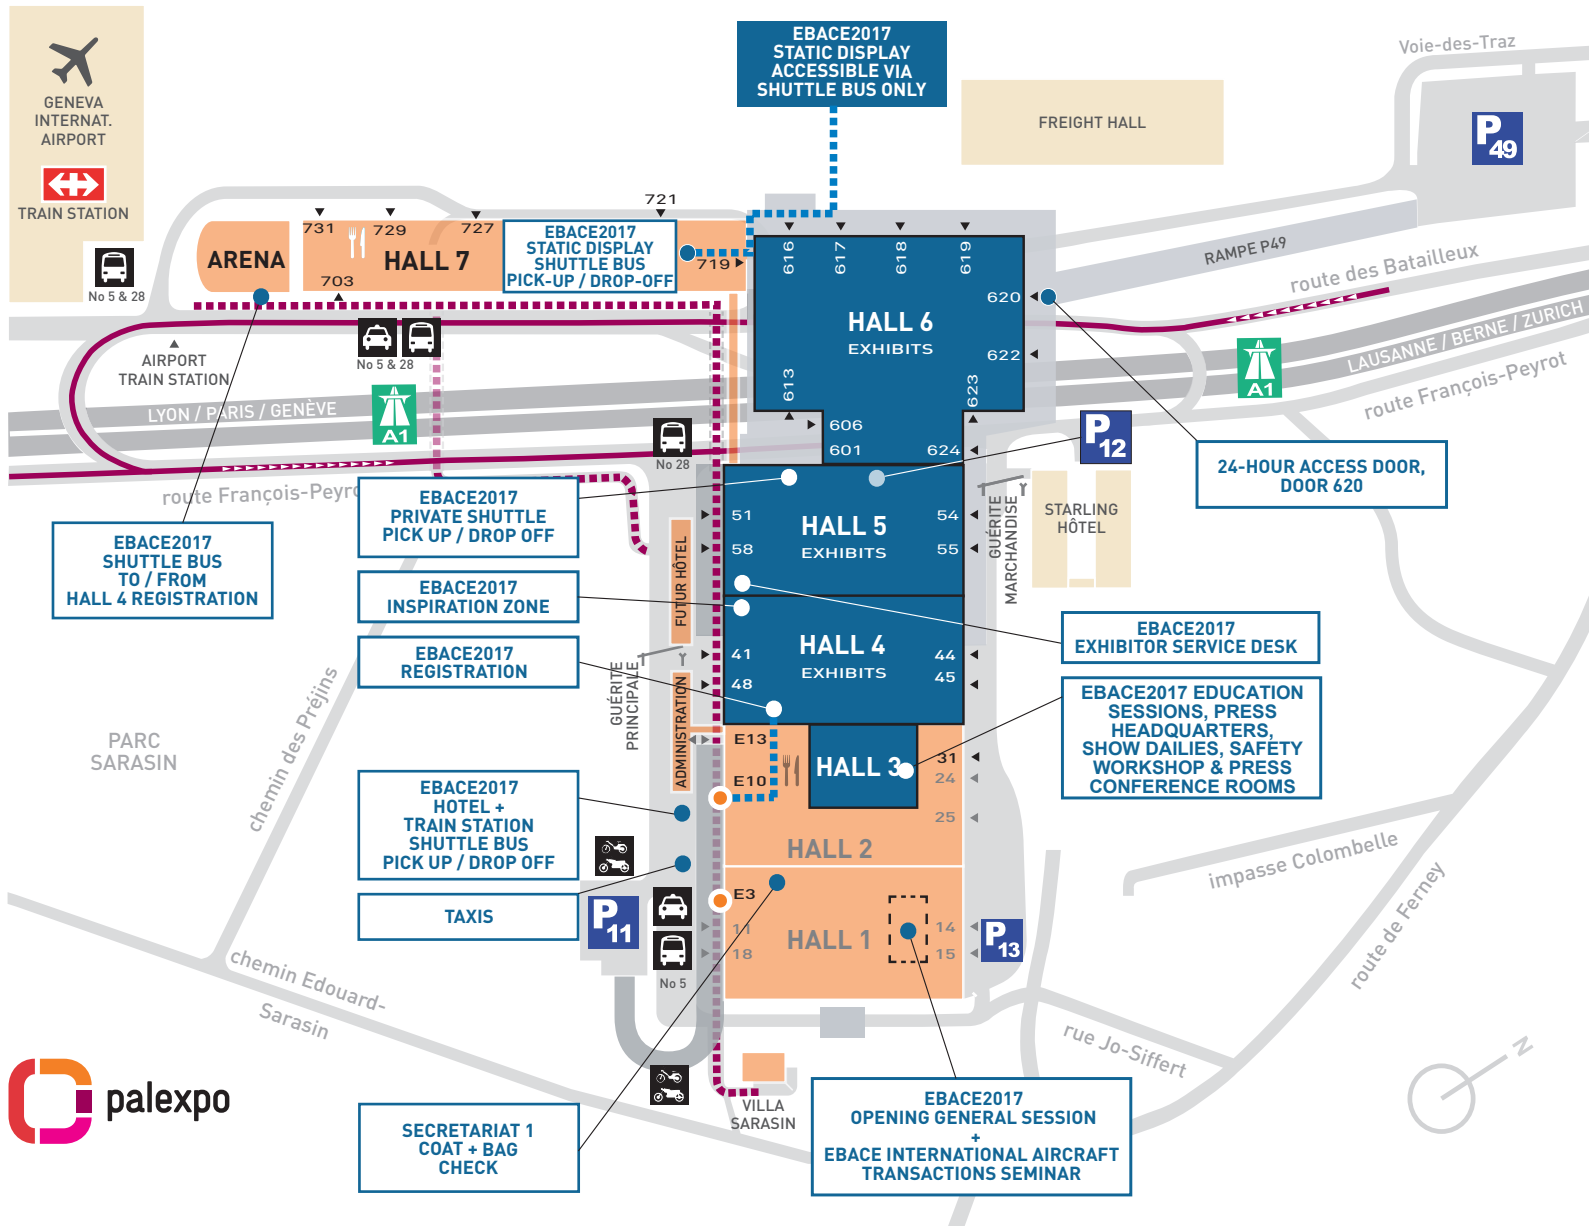 EBACE2017
STATIC DISPLAY
ACCESSIBLE VIA
SHUTTLE BUS ONLY
GENEVA
INTERNAT.
AIRPORT
TRAIN STATION
No 5 & 28
FREIGHT HALL
Voie-des-Traz
P
49
RAMPE P49
route des Batailleux
LAUSANNE / BERNE / ZURICH
route François-Peyrot
A1
ARENA
731
729
727
721
HALL 7
703
719
EBACE2017
STATIC DISPLAY
SHUTTLE BUS
PICK-UP / DROP-OFF
616
617
618
619
620
622
HALL 6
EXHIBITS
613
623
606
601
624
No 5 & 28
AIRPORT
TRAIN STATION
LYON / PARIS / GENÈVE
A1
No 28
route François-Peyro
P
12
24-HOUR ACCESS DOOR,
DOOR 620
EBACE2017
SHUTTLE BUS
TO / FROM
HALL 4 REGISTRATION
EBACE2017
PRIVATE SHUTTLE
PICK UP / DROP OFF
EBACE2017
INSPIRATION ZONE
EBACE2017
REGISTRATION
51
58
54
55
HALL 5
EXHIBITS
GUÉRITE
MARCHANDISE
STARLING
HÔTEL
FUTUR HÔTEL
HALL 4
EXHIBITS
41
48
44
45
GUÉRITE
PRINCIPALE
ADMINISTRATION
EBACE2017
EXHIBITOR SERVICE DESK
EBACE2017 EDUCATION
SESSIONS, PRESS
HEADQUARTERS,
SHOW DAILIES, SAFETY
WORKSHOP & PRESS
CONFERENCE ROOMS
PARC
SARASIN
chemin des Préjins
E13
E10
HALL 3
31
24
25
HALL 2
EBACE2017
HOTEL +
TRAIN STATION
SHUTTLE BUS
PICK UP / DROP OFF
TAXIS
P
11
No 5
E3
11
18
HALL 1
14
15
P
13
impasse Colombelle
route de Ferney
rue Jo-Siffert
chemin Edouard-
Sarasin
N
palexpo
VILLA
SARASIN
SECRETARIAT 1
COAT + BAG
CHECK
EBACE2017
OPENING GENERAL SESSION
+
EBACE INTERNATIONAL AIRCRAFT
TRANSACTIONS SEMINAR